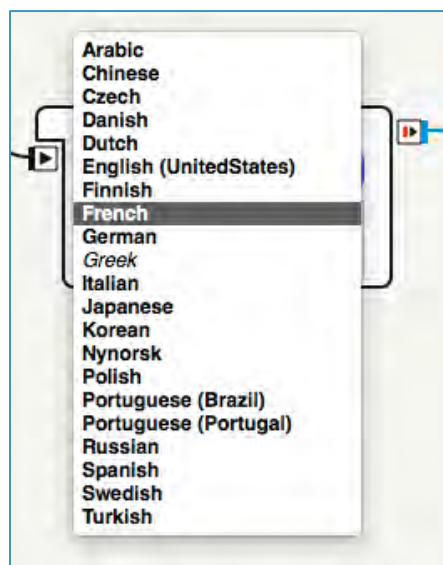 Arabic
Chinese
Czech
Danish
Dutch
English (UnitedStates)
Finnish
French
German
Greek
Italian
Japanese
Korean
Nynorsk
Polish
Portuguese (Brazil)
Portuguese (Portugal)
Russian
Spanish
Swedish
Turkish